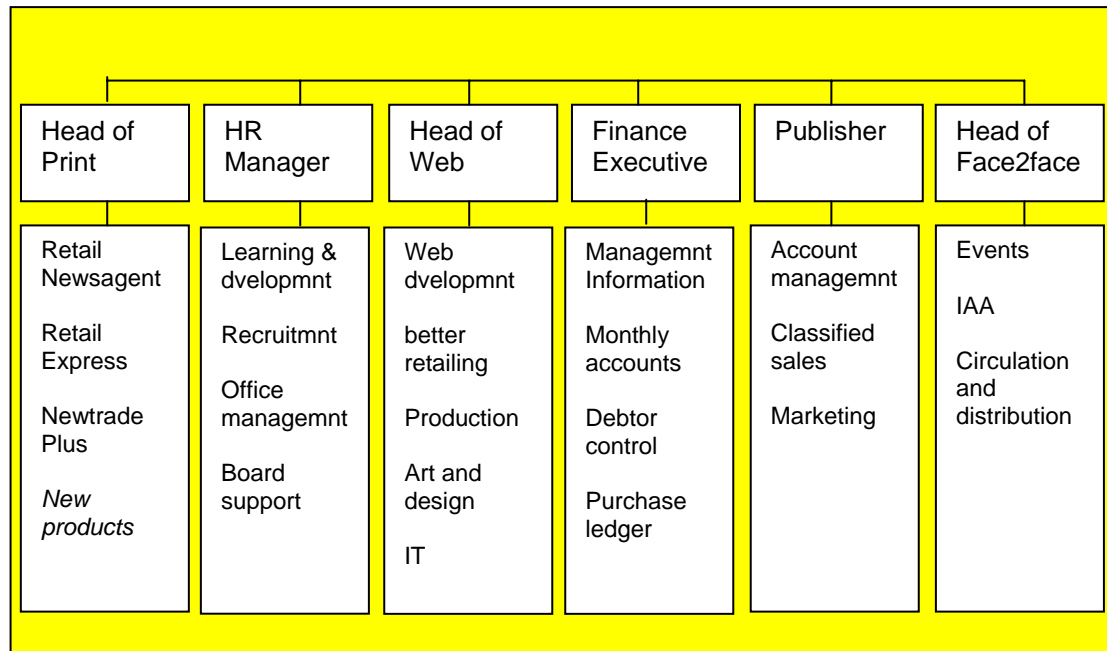 Head of
Print
HR
Manager
Head of
Web
Finance
Executive
Publisher
Head of
Face2face
Retail
Newsagent
Retail
Express
Newtrade
Plus
New
products
Learning &
dvelopmnt
Recruitmnt
Office
managemnt
Board
support
Web
dvelopmnt
better
retailing
Production
Art and
design
IT
Managemnt
Information
Monthly
accounts
Debtor
control
Purchase
ledger
Account
managemnt
Classified
sales
Marketing
Events
IAA
Circulation
and
distribution